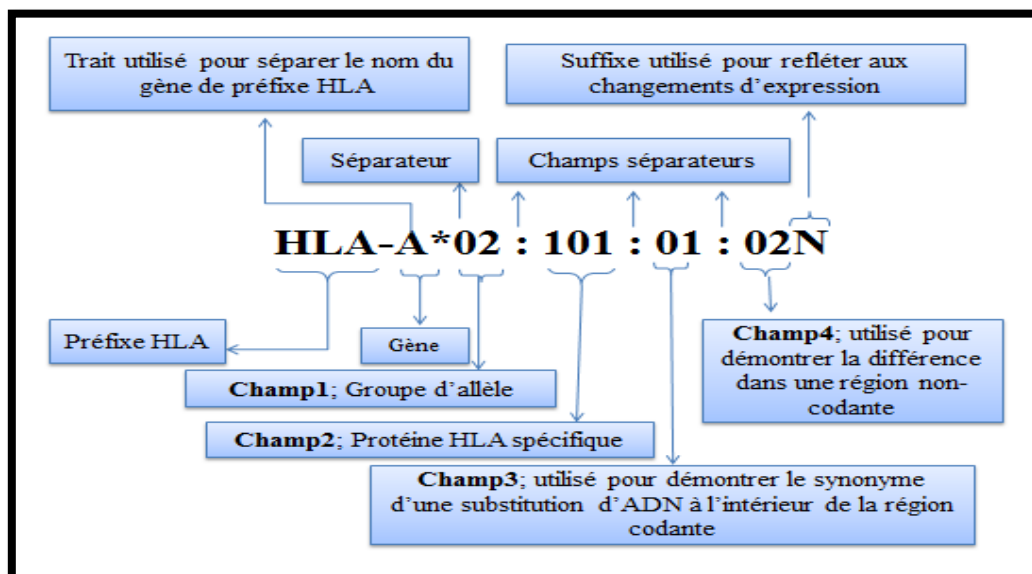 Trait utilisé pour séparer le nom du
gène de préfixe HLA
Suffixe utilisé pour refléter aux
changements d'expression
Séparateur
Champs séparateurs
HLA-A*02 : 101 : 01 : 02N
Préfixe HLA
Gène
Champ1; Groupe d'allèle
Champ2; Protéine HLA spécifique
Champ3; utilisé pour démontrer le synonyme
d'une substitution d'ADN à l'intérieur de la région
codante
Champ4; utilisé pour
démontrer la différence
dans une région non-
codante